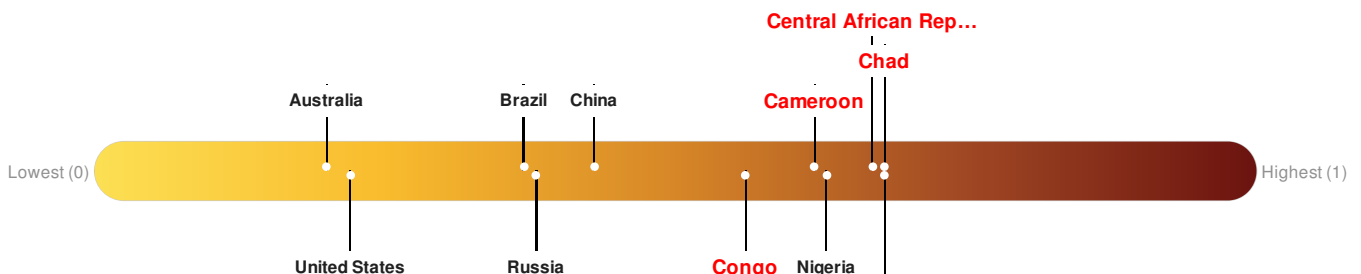 Central African Rep…
Chad
Australia
Brazil
China
Cameroon
Lowest (0)
Highest (1)
United States
Russia
Congo
Nigeria